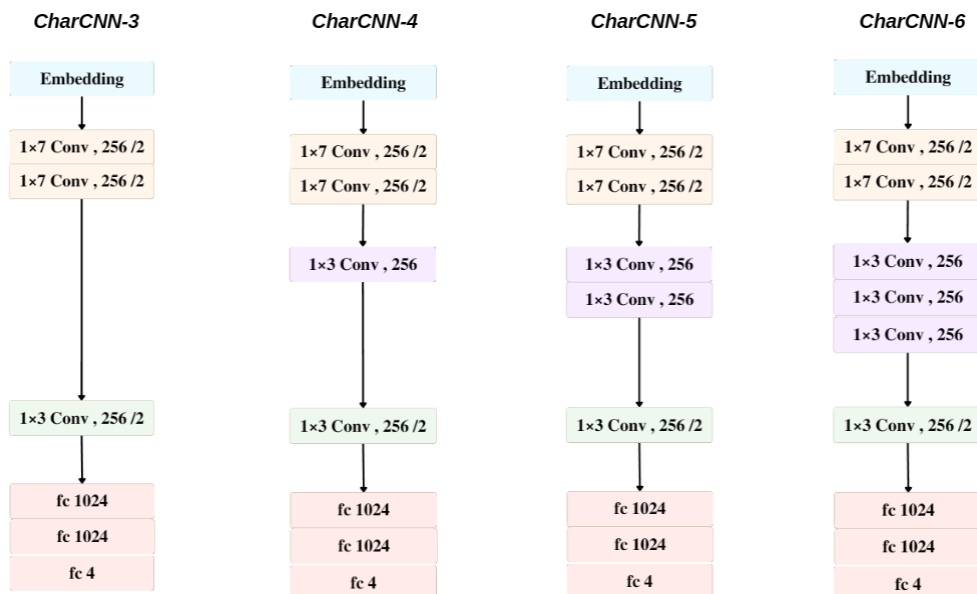 CharCNN-3
Embedding
1×7 Conv , 256 /2
1×7 Conv , 256 /2
1×3 Conv , 256 /2
fc 1024
fc 1024
fc 4
CharCNN-4
Embedding
1×7 Conv , 256 /2
1×7 Conv , 256 /2
1×3 Conv , 256
1×3 Conv , 256 /2
fc 1024
fc 1024
fc 4
CharCNN-5
Embedding
1×7 Conv , 256 /2
1×7 Conv , 256 /2
1×3 Conv , 256
1×3 Conv , 256
1×3 Conv , 256 /2
fc 1024
fc 1024
fc 4
CharCNN-6
Embedding
1×7 Conv , 256 /2
1×7 Conv , 256 /2
1×3 Conv , 256
1×3 Conv , 256
1×3 Conv , 256
1×3 Conv , 256 /2
fc 1024
fc 1024
fc 4